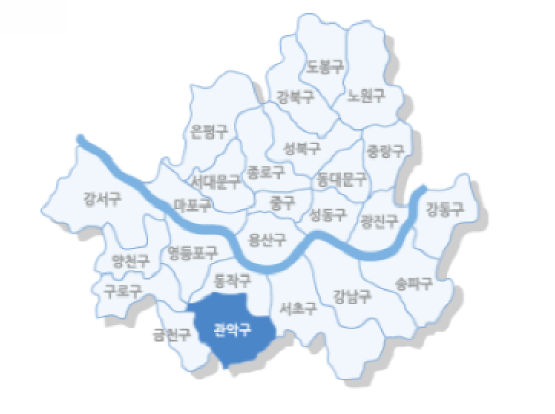 도봉구
강북구
노원구
은평구
성북구
중랑구
종로구
서대문구
동대문구
강서구
마포구
중구
성동구
광진구
강동구
용산구
양천구
영등포구
동작구
송파구
구로구
서초구
강남구
금천구
관악구